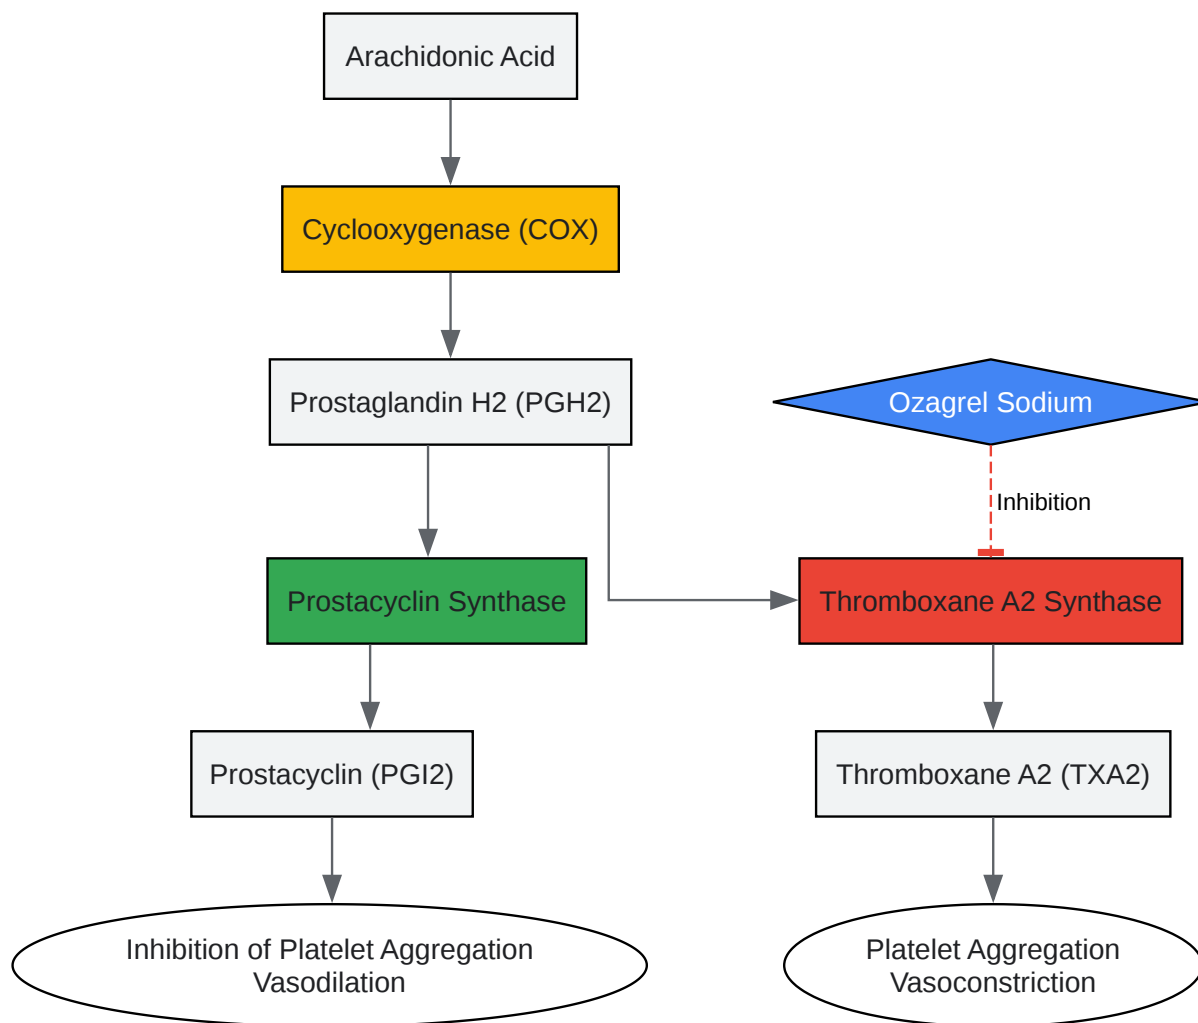 Arachidonic Acid
Cyclooxygenase (COX)
Prostaglandin H2 (PGH2)
Ozagrel Sodium
Inhibition
Prostacyclin Synthase
Thromboxane A2 Synthase
Prostacyclin (PGI2)
Thromboxane A2 (TXA2)
Inhibition of Platelet Aggregation
Vasodilation
Platelet Aggregation
Vasoconstriction